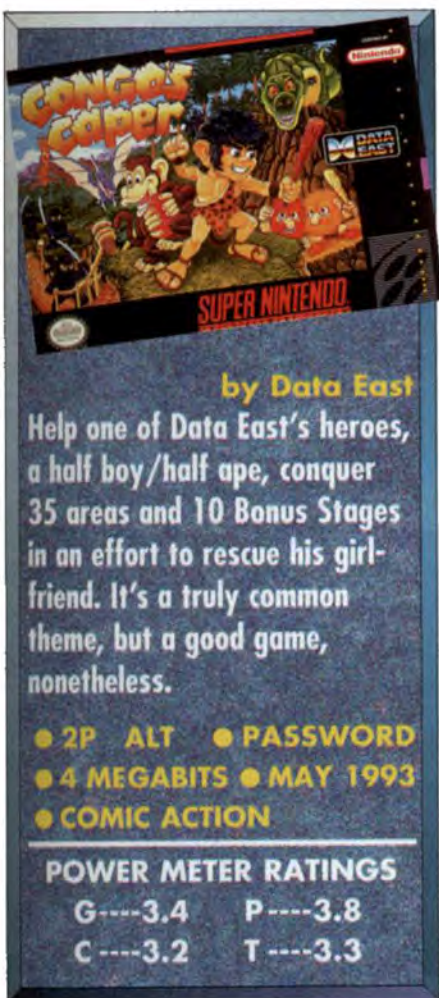 CONGO'S
CAPER
Nintendo
DATA
EAST
SUPER NINTENDO
by Data East
Help one of Data East's heroes,
a half boy/half ape, conquer
35 areas and 10 Bonus Stages
in an effort to rescue his girl-
friend. It's a truly common
theme, but a good game,
nonetheless.
● 2P ALT ● PASSWORD
● 4 MEGABITS ● MAY 1993
● COMIC ACTION
POWER METER RATINGS
G----3.4 P----3.8
C----3.2 T----3.3